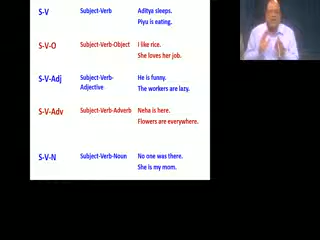 S-V Subject-Verb Aditya sleeps.
Piyu is eating.
S-V-O Subject-Verb-Object I like rice.
She loves her job.
S-V-Adj Subject-Verb- He is funny.
Adjective The workers are lazy.
S-V-Adv Subject-Verb-Adverb Neha is here.
Flowers are everywhere.
S-V-N Subject-Verb-Noun No one was there.
She is my mom.